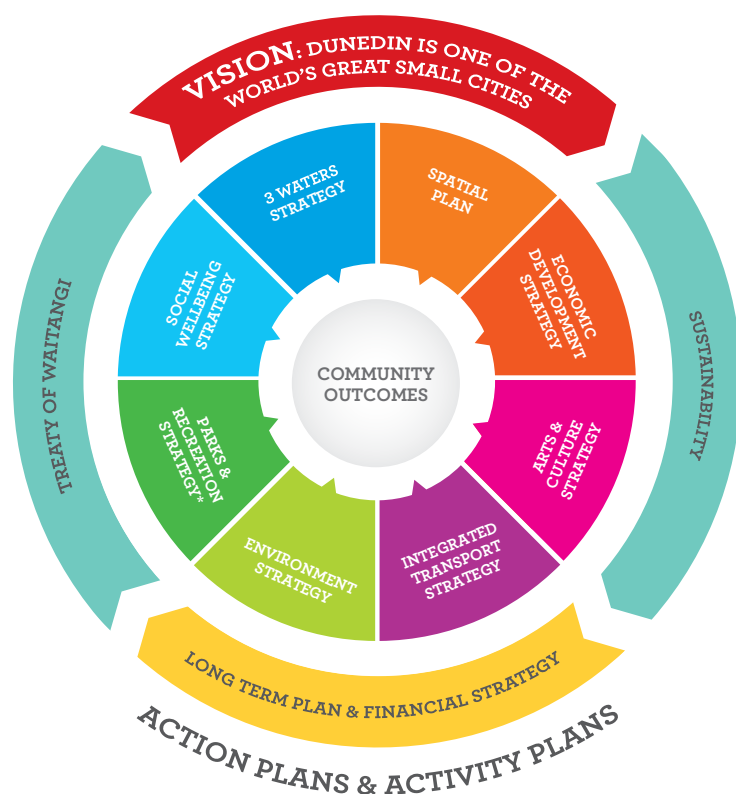 VISION: DUNEDIN IS ONE OF THE
WORLD'S GREAT SMALL CITIES
3 WATERS
STRATEGY
SPATIAL
PLAN
ECONOMIC
DEVELOPMENT
STRATEGY
ARTS &
CULTURE
STRATEGY
INTEGRATED
TRANSPORT
STRATEGY
ENVIRONMENT
STRATEGY
PARKS &
RECREATION
STRATEGY*
SOCIAL
WELLBEING
STRATEGY
COMMUNITY
OUTCOMES
TREATY OF WAITANGI
SUSTAINABILITY
LONG TERM PLAN & FINANCIAL STRATEGY
ACTION PLANS & ACTIVITY PLANS